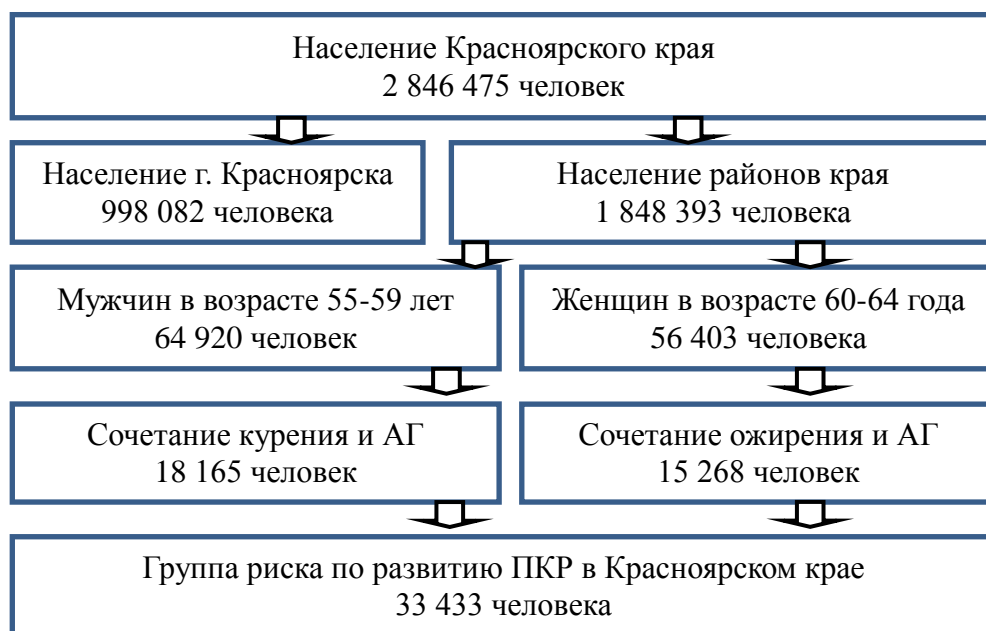 Население Красноярского края
2 846 475 человек
Население г. Красноярска
998 082 человека
Население районов края
1 848 393 человека
Мужчин в возрасте 55-59 лет
64 920 человек
Женщин в возрасте 60-64 года
56 403 человека
Сочетание курения и АГ
18 165 человек
Сочетание ожирения и АГ
15 268 человек
Группа риска по развитию ПКР в Красноярском крае
33 433 человека